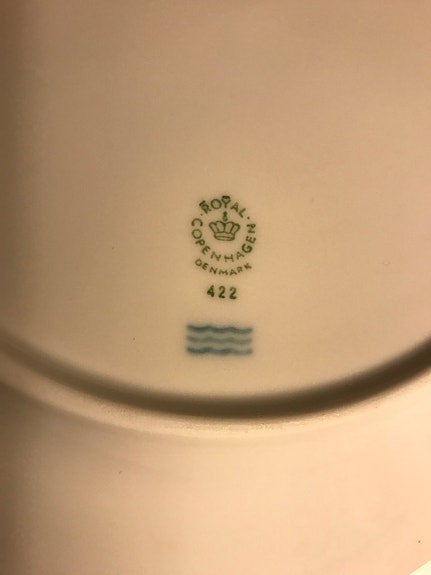 ROYAL
COPENHAGEN
DENMARK
422